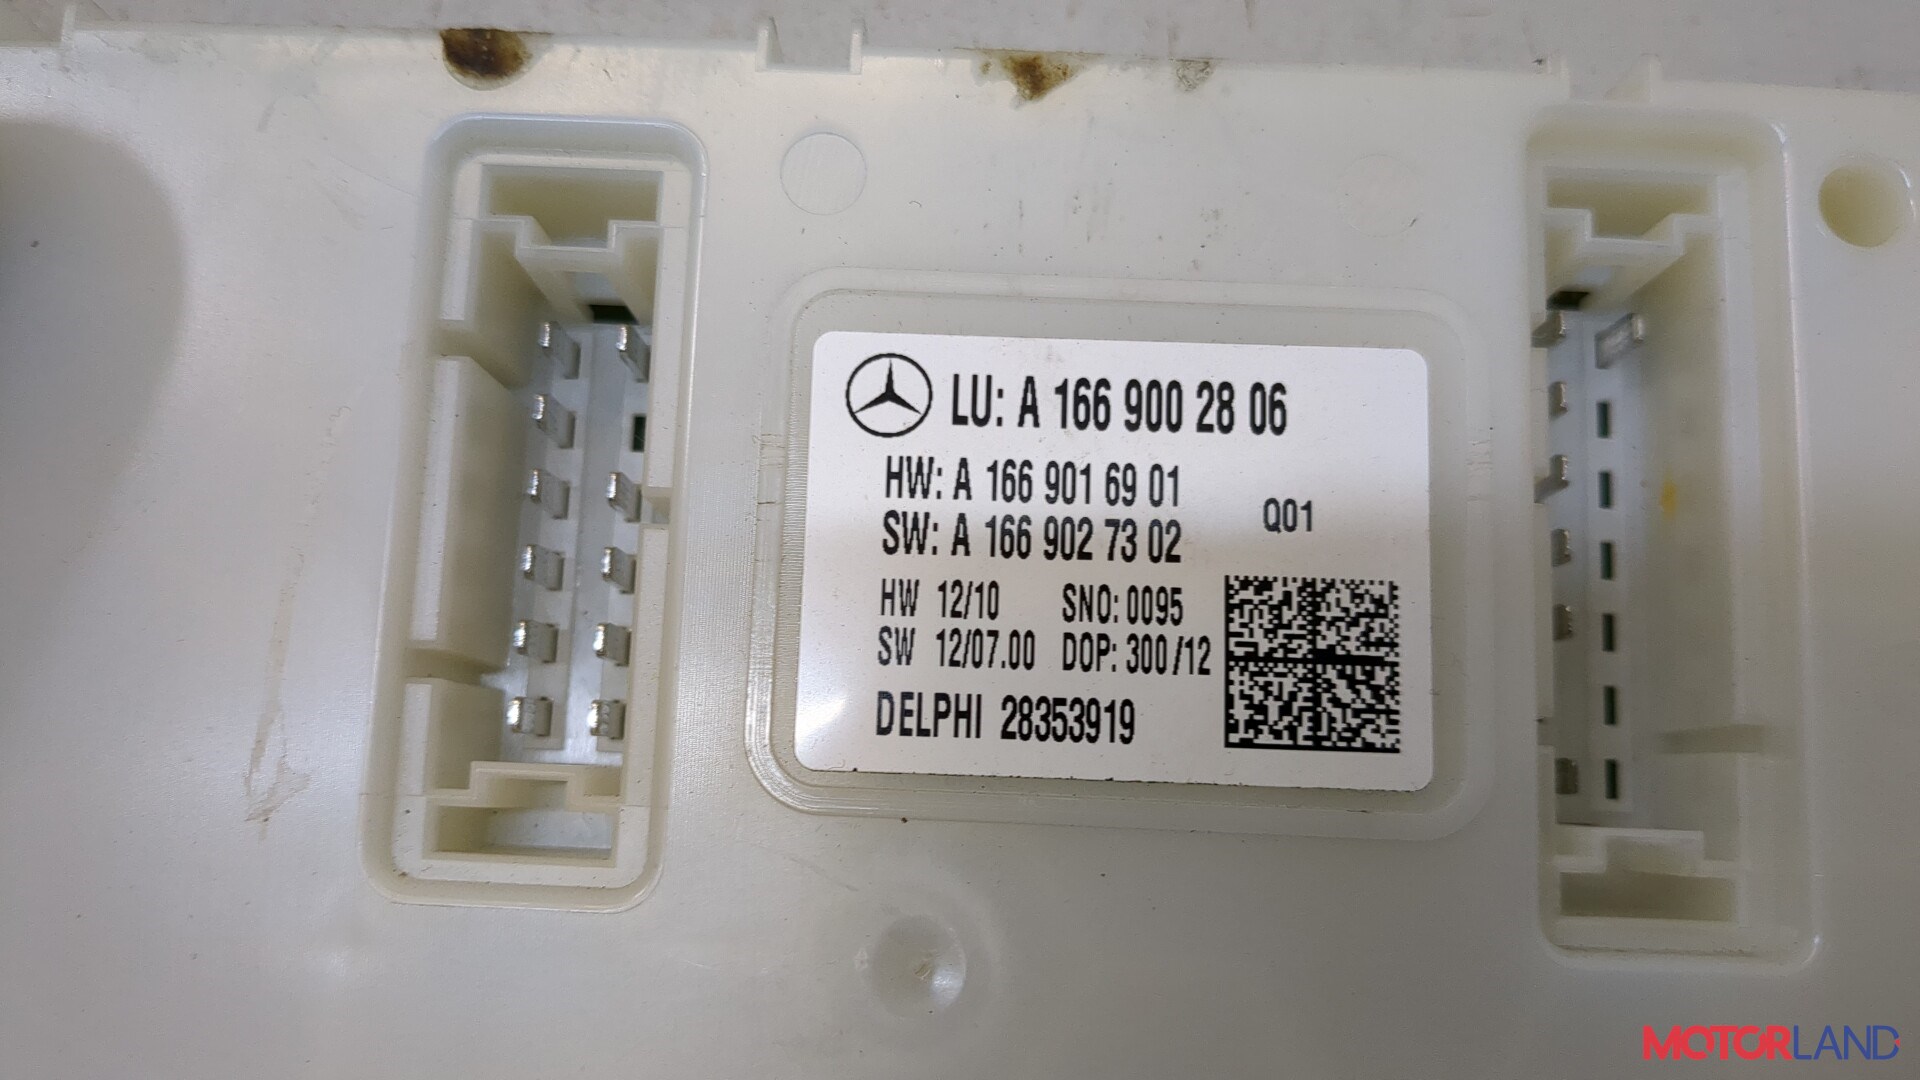 LU: A 166 900 28 06
HW: A 166 901 69 01
SW: A 166 902 73 02
Q01
HW 12/10 SNO: 0095
SW 12/07.00 DOP: 300/12
DELPHI 28353919
MOTORLAND